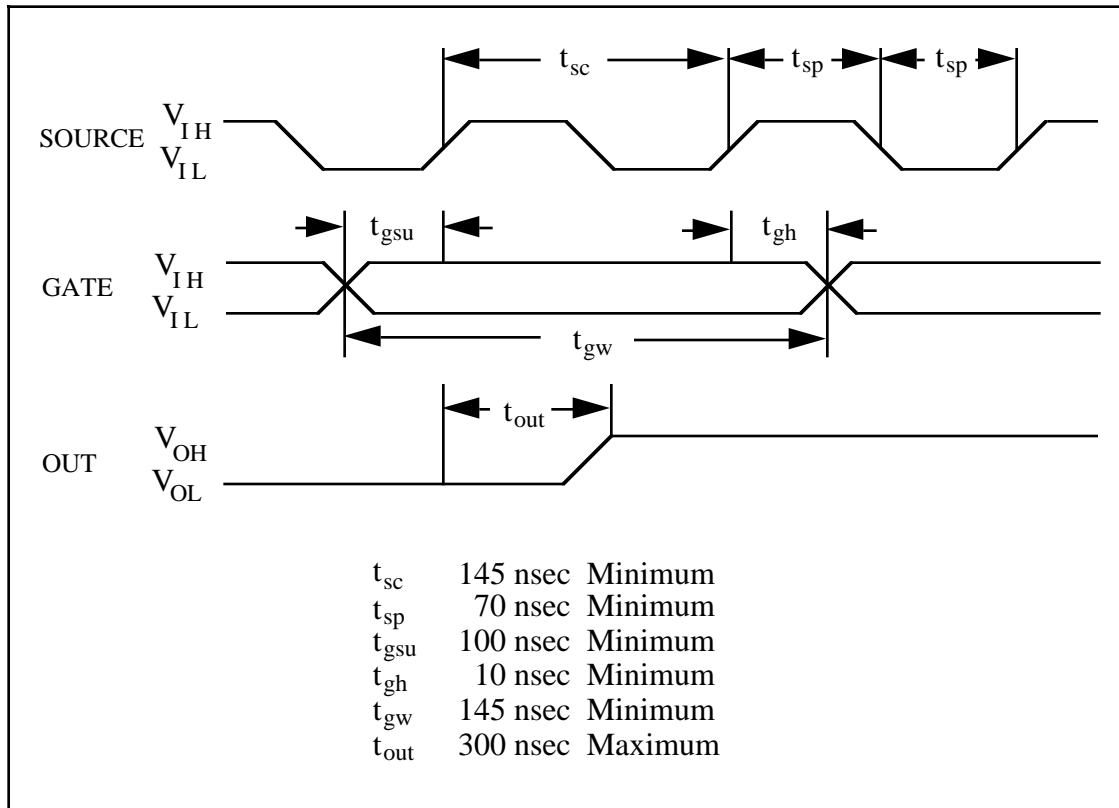 t_sc t_sp t_sp
SOURCE V_IH V_IL
t_gsu t_gh
GATE V_IH V_IL
t_gw
t_out
OUT V_OH V_OL
t_sc 145 nsec Minimum
t_sp 70 nsec Minimum
t_gsu 100 nsec Minimum
t_gh 10 nsec Minimum
t_gw 145 nsec Minimum
t_out 300 nsec Maximum